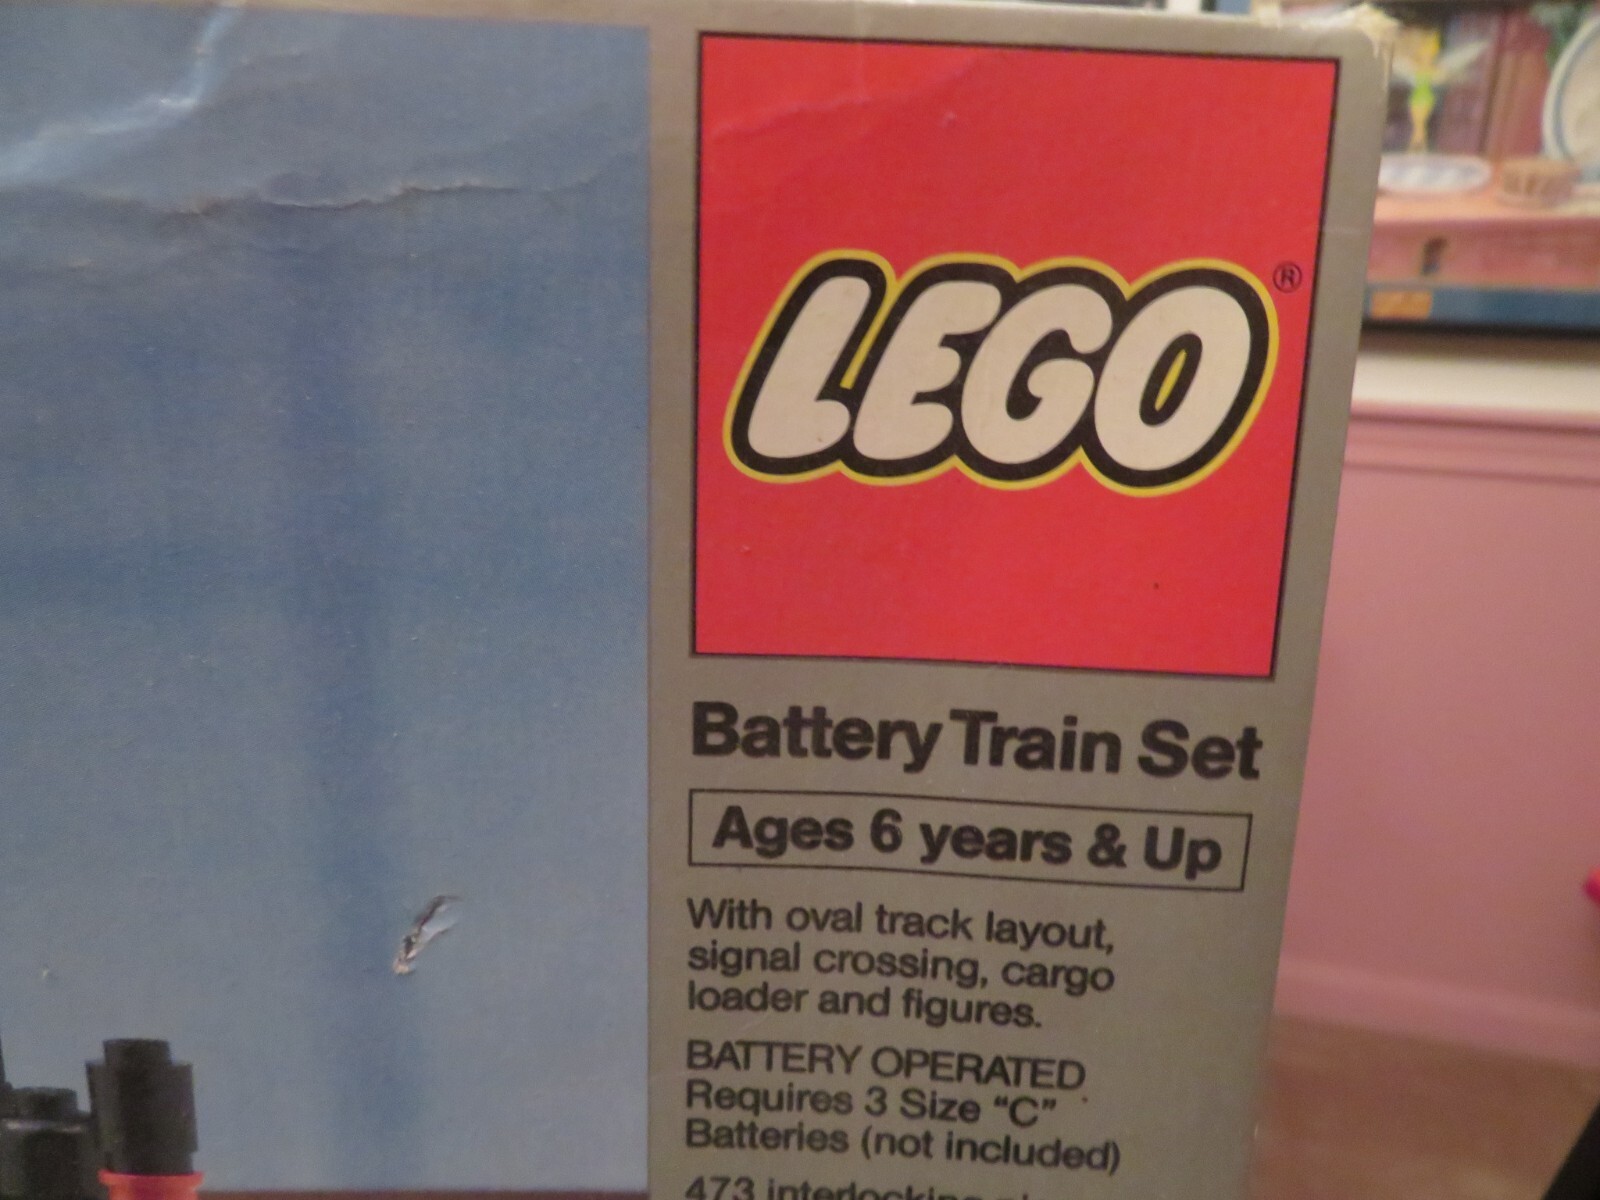 LEGO®
Battery Train Set
Ages 6 years & Up
With oval track layout,
signal crossing, cargo
loader and figures.
BATTERY OPERATED
Requires 3 Size “C”
Batteries (not included)
473 interlocking